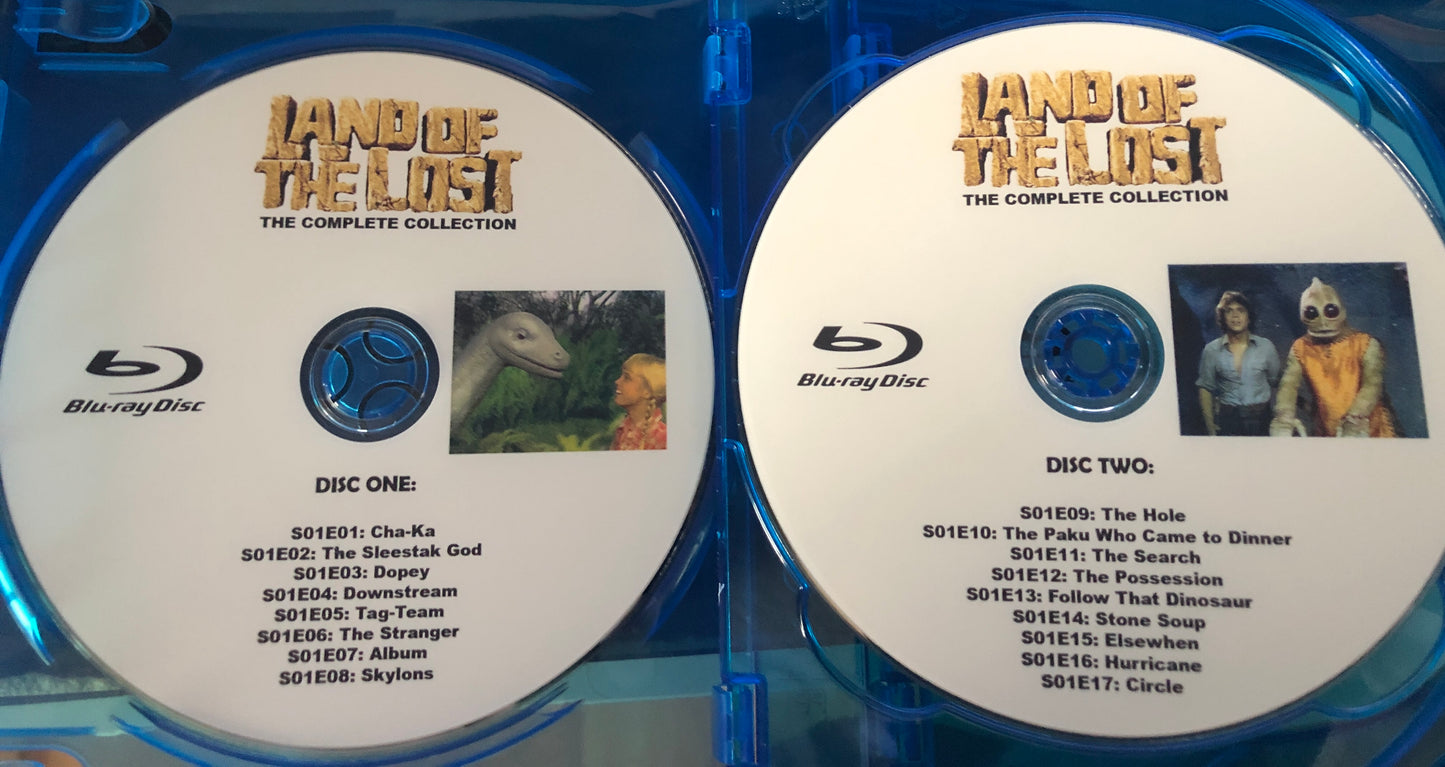 LAND OF
THE LOST
THE COMPLETE COLLECTION
Blu-ray Disc
DISC ONE:
S01E01: Cha-Ka
S01E02: The Sleestak God
S01E03: Dopey
S01E04: Downstream
S01E05: Tag-Team
S01E06: The Stranger
S01E07: Album
S01E08: Skylons
LAND OF
THE LOST
THE COMPLETE COLLECTION
Blu-ray Disc
DISC TWO:
S01E09: The Hole
S01E10: The Paku Who Came to Dinner
S01E11: The Search
S01E12: The Possession
S01E13: Follow That Dinosaur
S01E14: Stone Soup
S01E15: Elsewhen
S01E16: Hurricane
S01E17: Circle